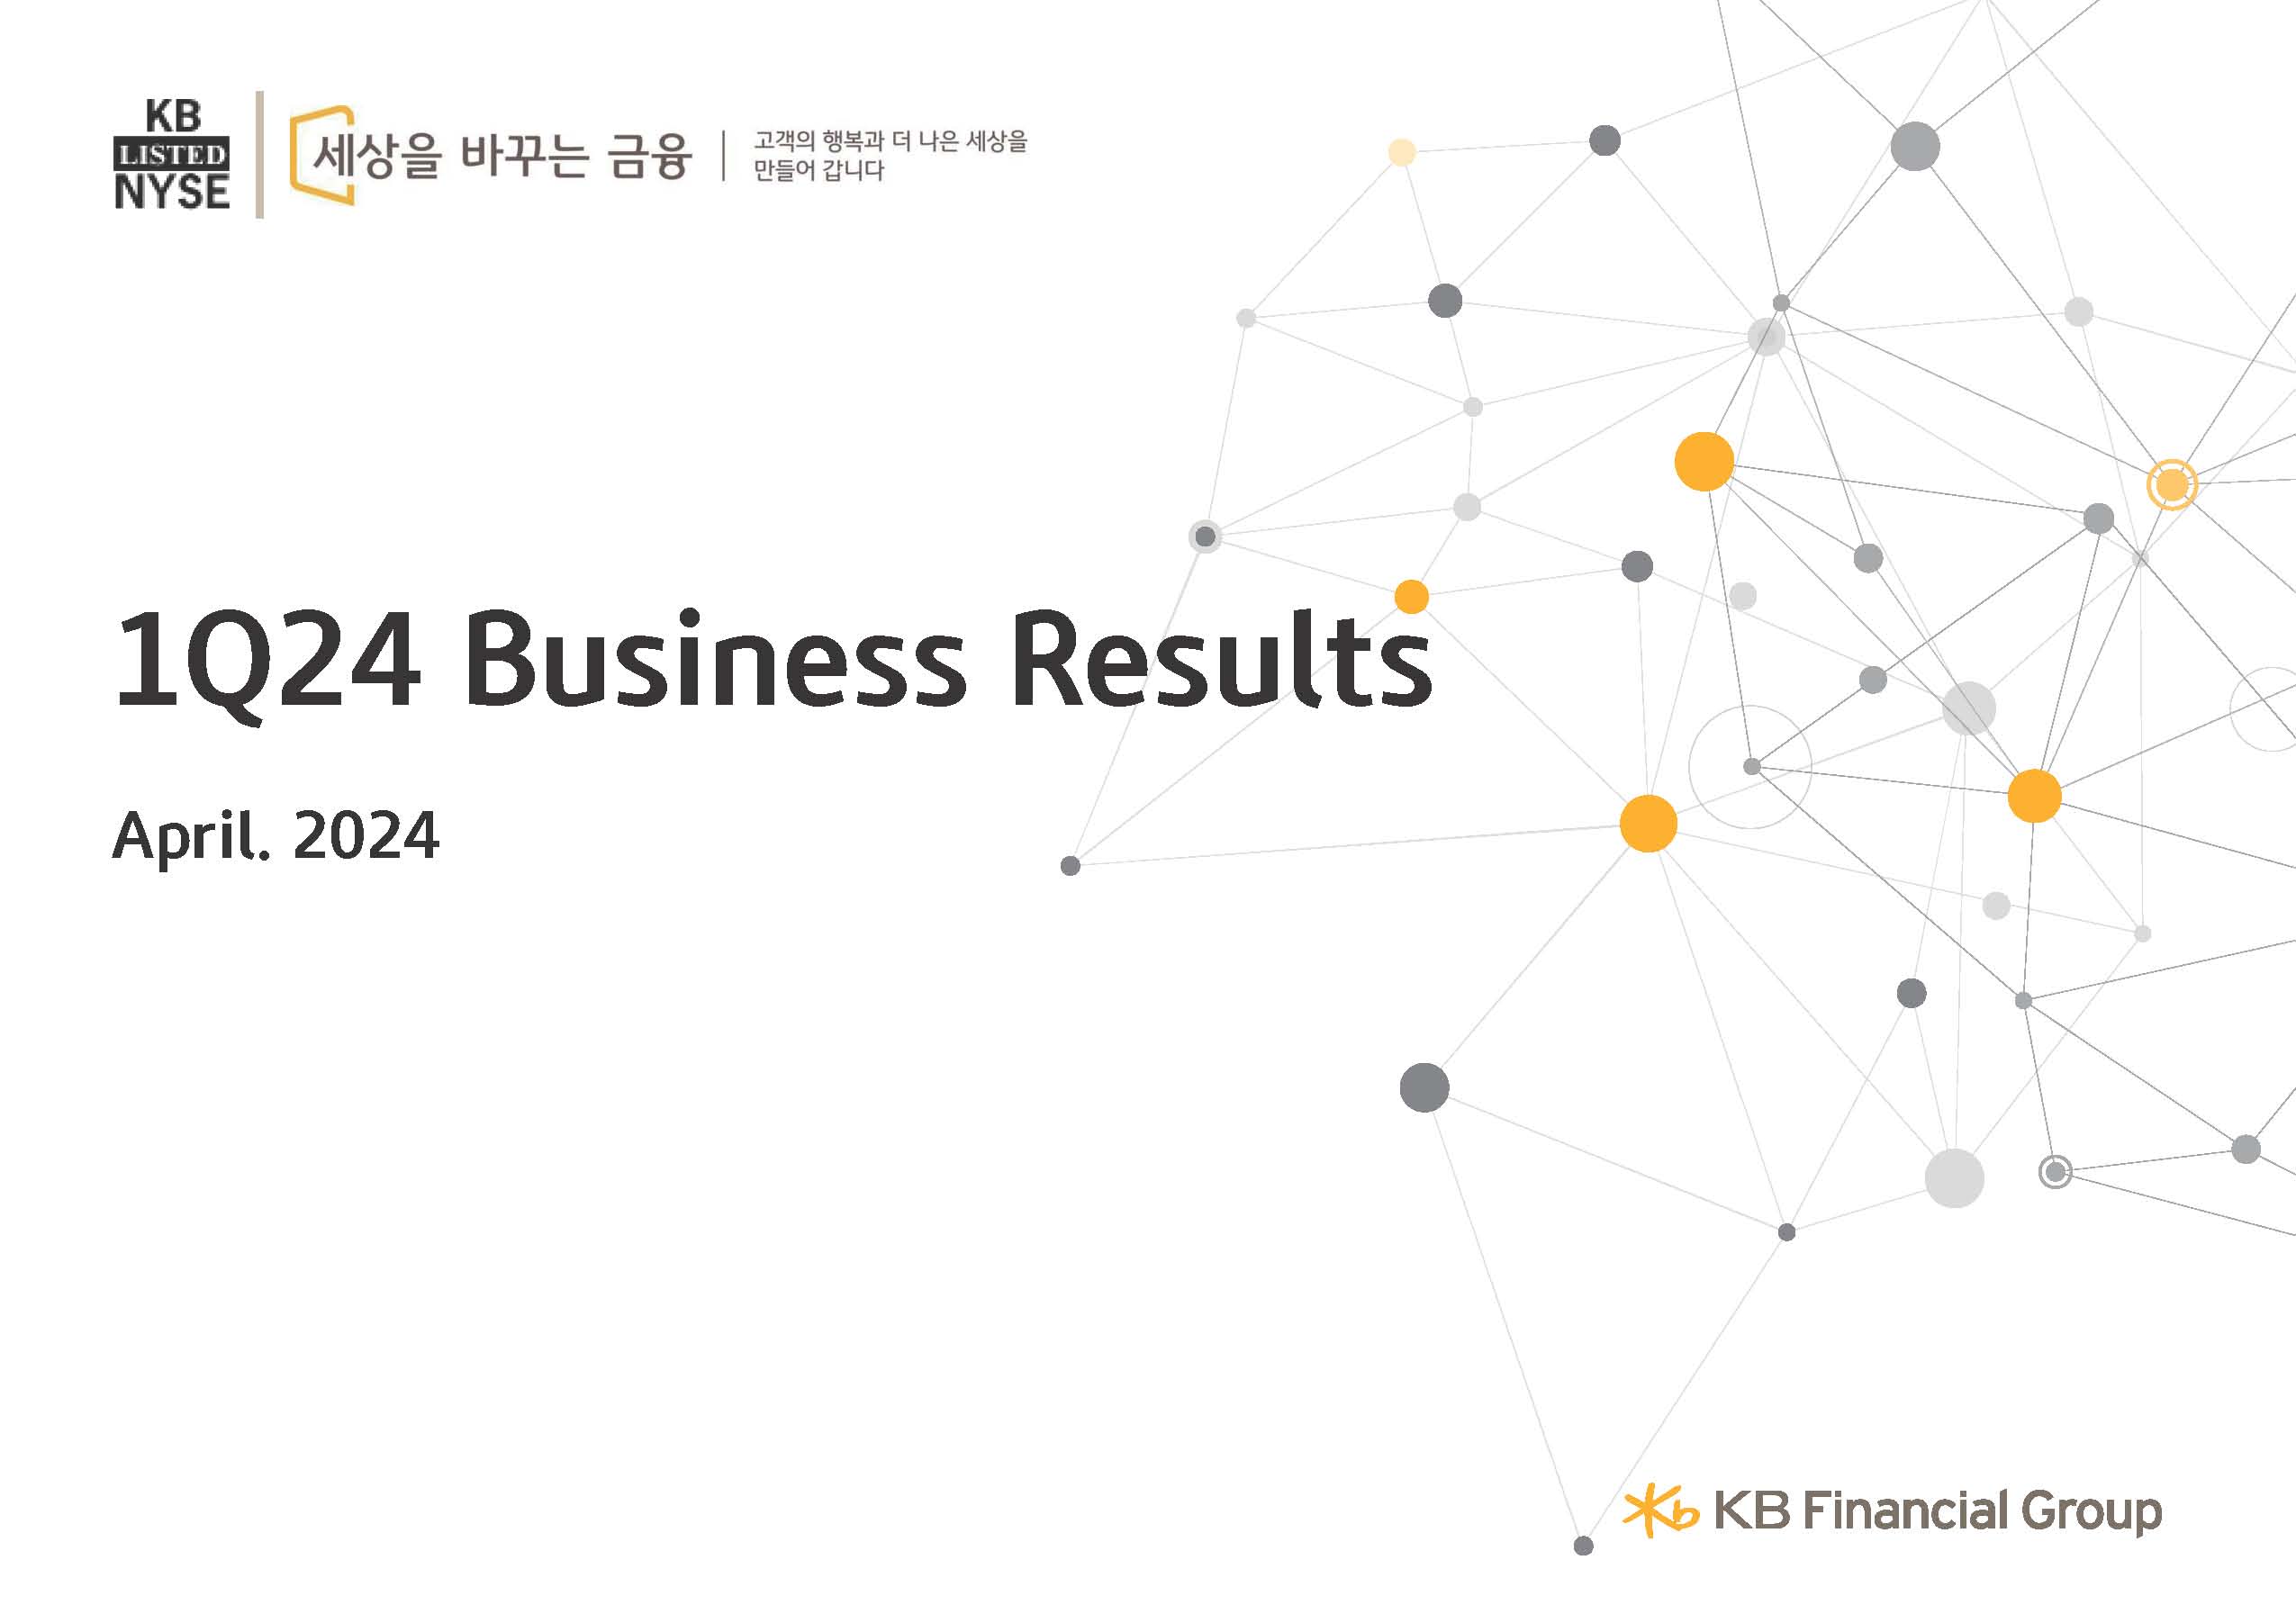 KB
LISTED
NYSE
세상을 바꾸는 금융
고객의 행복과 더 나은 세상을
만들어 갑니다
1Q24 Business Results
April. 2024
Kb KB Financial Group